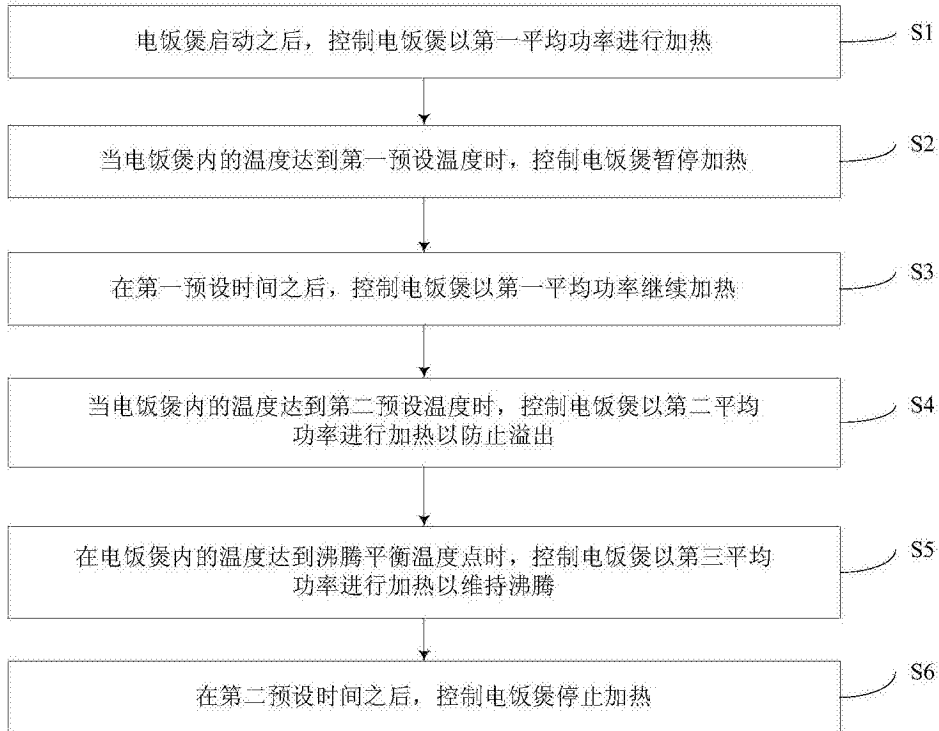 电饭煲启动之后，控制电饭煲以第一平均功率进行加热
S1
当电饭煲内的温度达到第一预设温度时，控制电饭煲暂停加热
S2
在第一预设时间之后，控制电饭煲以第一平均功率继续加热
S3
当电饭煲内的温度达到第二预设温度时，控制电饭煲以第二平均
功率进行加热以防止溢出
S4
在电饭煲内的温度达到沸腾平衡温度点时，控制电饭煲以第三平均
功率进行加热以维持沸腾
S5
在第二预设时间之后，控制电饭煲停止加热
S6